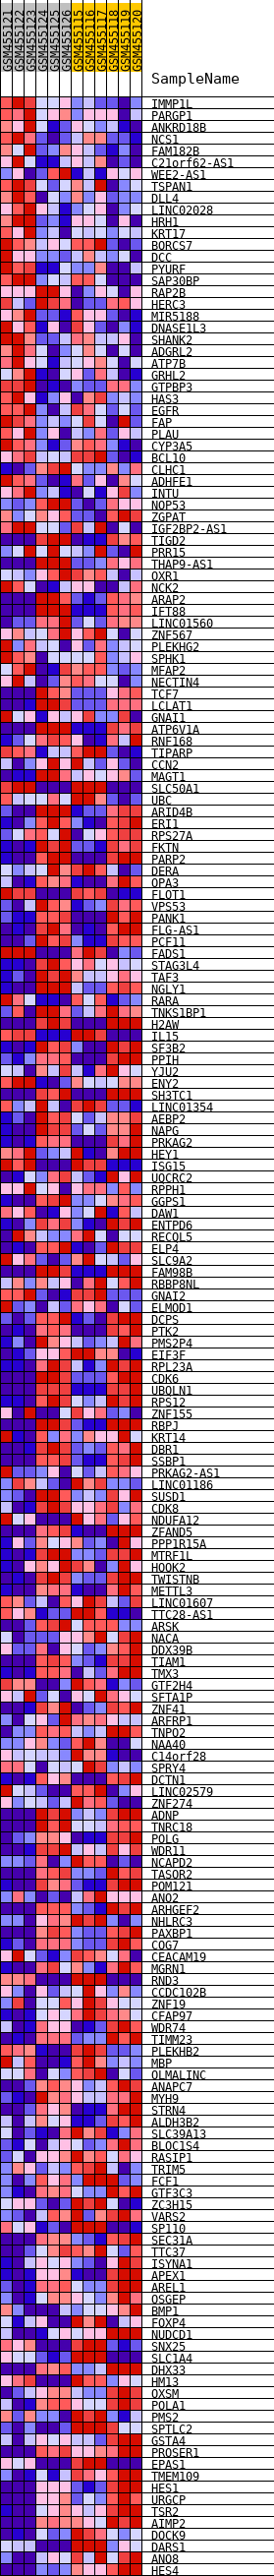 GSM455121
GSM455122
GSM455123
GSM455124
GSM455125
GSM455126
GSM455115
GSM455116
GSM455117
GSM455118
GSM455119
GSM455120
SampleName
IMMP1L
PARGP1
ANKRD18B
NCS1
FAM182B
C21orf62-AS1
WEE2-AS1
TSPAN1
DLL4
LINC02028
HRH1
KRT17
BORCS7
DCC
PYURF
SAP30BP
RAP2B
HERC3
MIR5188
DNASE1L3
SHANK2
ADGRL2
ATP7B
GRHL2
GTPBP3
HAS3
EGFR
FAP
PLAU
CYP3A5
BCL10
CLHC1
ADHFE1
INTU
NOP53
ZGPAT
IGF2BP2-AS1
TIGD2
PRR15
THAP9-AS1
OXR1
NCK2
ARAP2
IFT88
LINC01560
ZNF567
PLEKHG2
SPHK1
MFAP2
NECTIN4
TCF7
LCLAT1
GNAI1
ATP6V1A
RNF168
TIPARP
CCN2
MAGT1
SLC50A1
UBC
ARID4B
ERI1
RPS27A
FKTN
PARP2
DERA
OPA3
FLOT1
VPS53
PANK1
FLG-AS1
PCF11
FADS1
STAG3L4
TAF3
NGLY1
RARA
TNKS1BP1
H2AW
IL15
SF3B2
PPIH
YJU2
ENY2
SH3TC1
LINC01354
AEBP2
NAPG
PRKAG2
HEY1
ISG15
UQCRC2
RPPH1
GGPS1
DAW1
ENTPD6
RECQL5
ELP4
SLC9A2
FAM98B
RBBP8NL
GNAI2
ELMOD1
DCPS
PTK2
PMS2P4
EIF3F
RPL23A
CDK6
UBQLN1
RPS12
ZNF155
RBPJ
KRT14
DBR1
SSBP1
PRKAG2-AS1
LINC01186
SUSD1
CDK8
NDUFA12
ZFAND5
PPP1R15A
MTRF1L
HOOK2
TWISTNB
METTL3
LINC01607
TTC28-AS1
ARSK
NACA
DDX39B
TIAM1
TMX3
GTF2H4
SFTA1P
ZNF41
ARFRP1
TNPO2
NAA40
C14orf28
SPRY4
DCTN1
LINC02579
ZNF274
ADNP
TNRC18
POLG
WDR11
NCAPD2
TASOR2
POM121
ANO2
ARHGEF2
NHLRC3
PAXBP1
COG7
CEACAM19
MGRN1
RND3
CCDC102B
ZNF19
CFAP97
WDR74
TIMM23
PLEKHB2
MBP
OLMALINC
ANAPC7
MYH9
STRN4
ALDH3B2
SLC39A13
BLOC1S4
RASIP1
TRIM5
FCF1
GTF3C3
ZC3H15
VARS2
SP110
SEC31A
TTC37
ISYNA1
APEX1
AREL1
OSGEP
BMP1
FOXP4
NUDCD1
SNX25
SLC1A4
DHX33
HM13
OXSM
POLA1
PMS2
SPTLC2
GSTA4
PROSER1
EPAS1
TMEM109
HES1
URGCP
TSR2
AIMP2
DOCK9
DARS1
ANO8
HES4